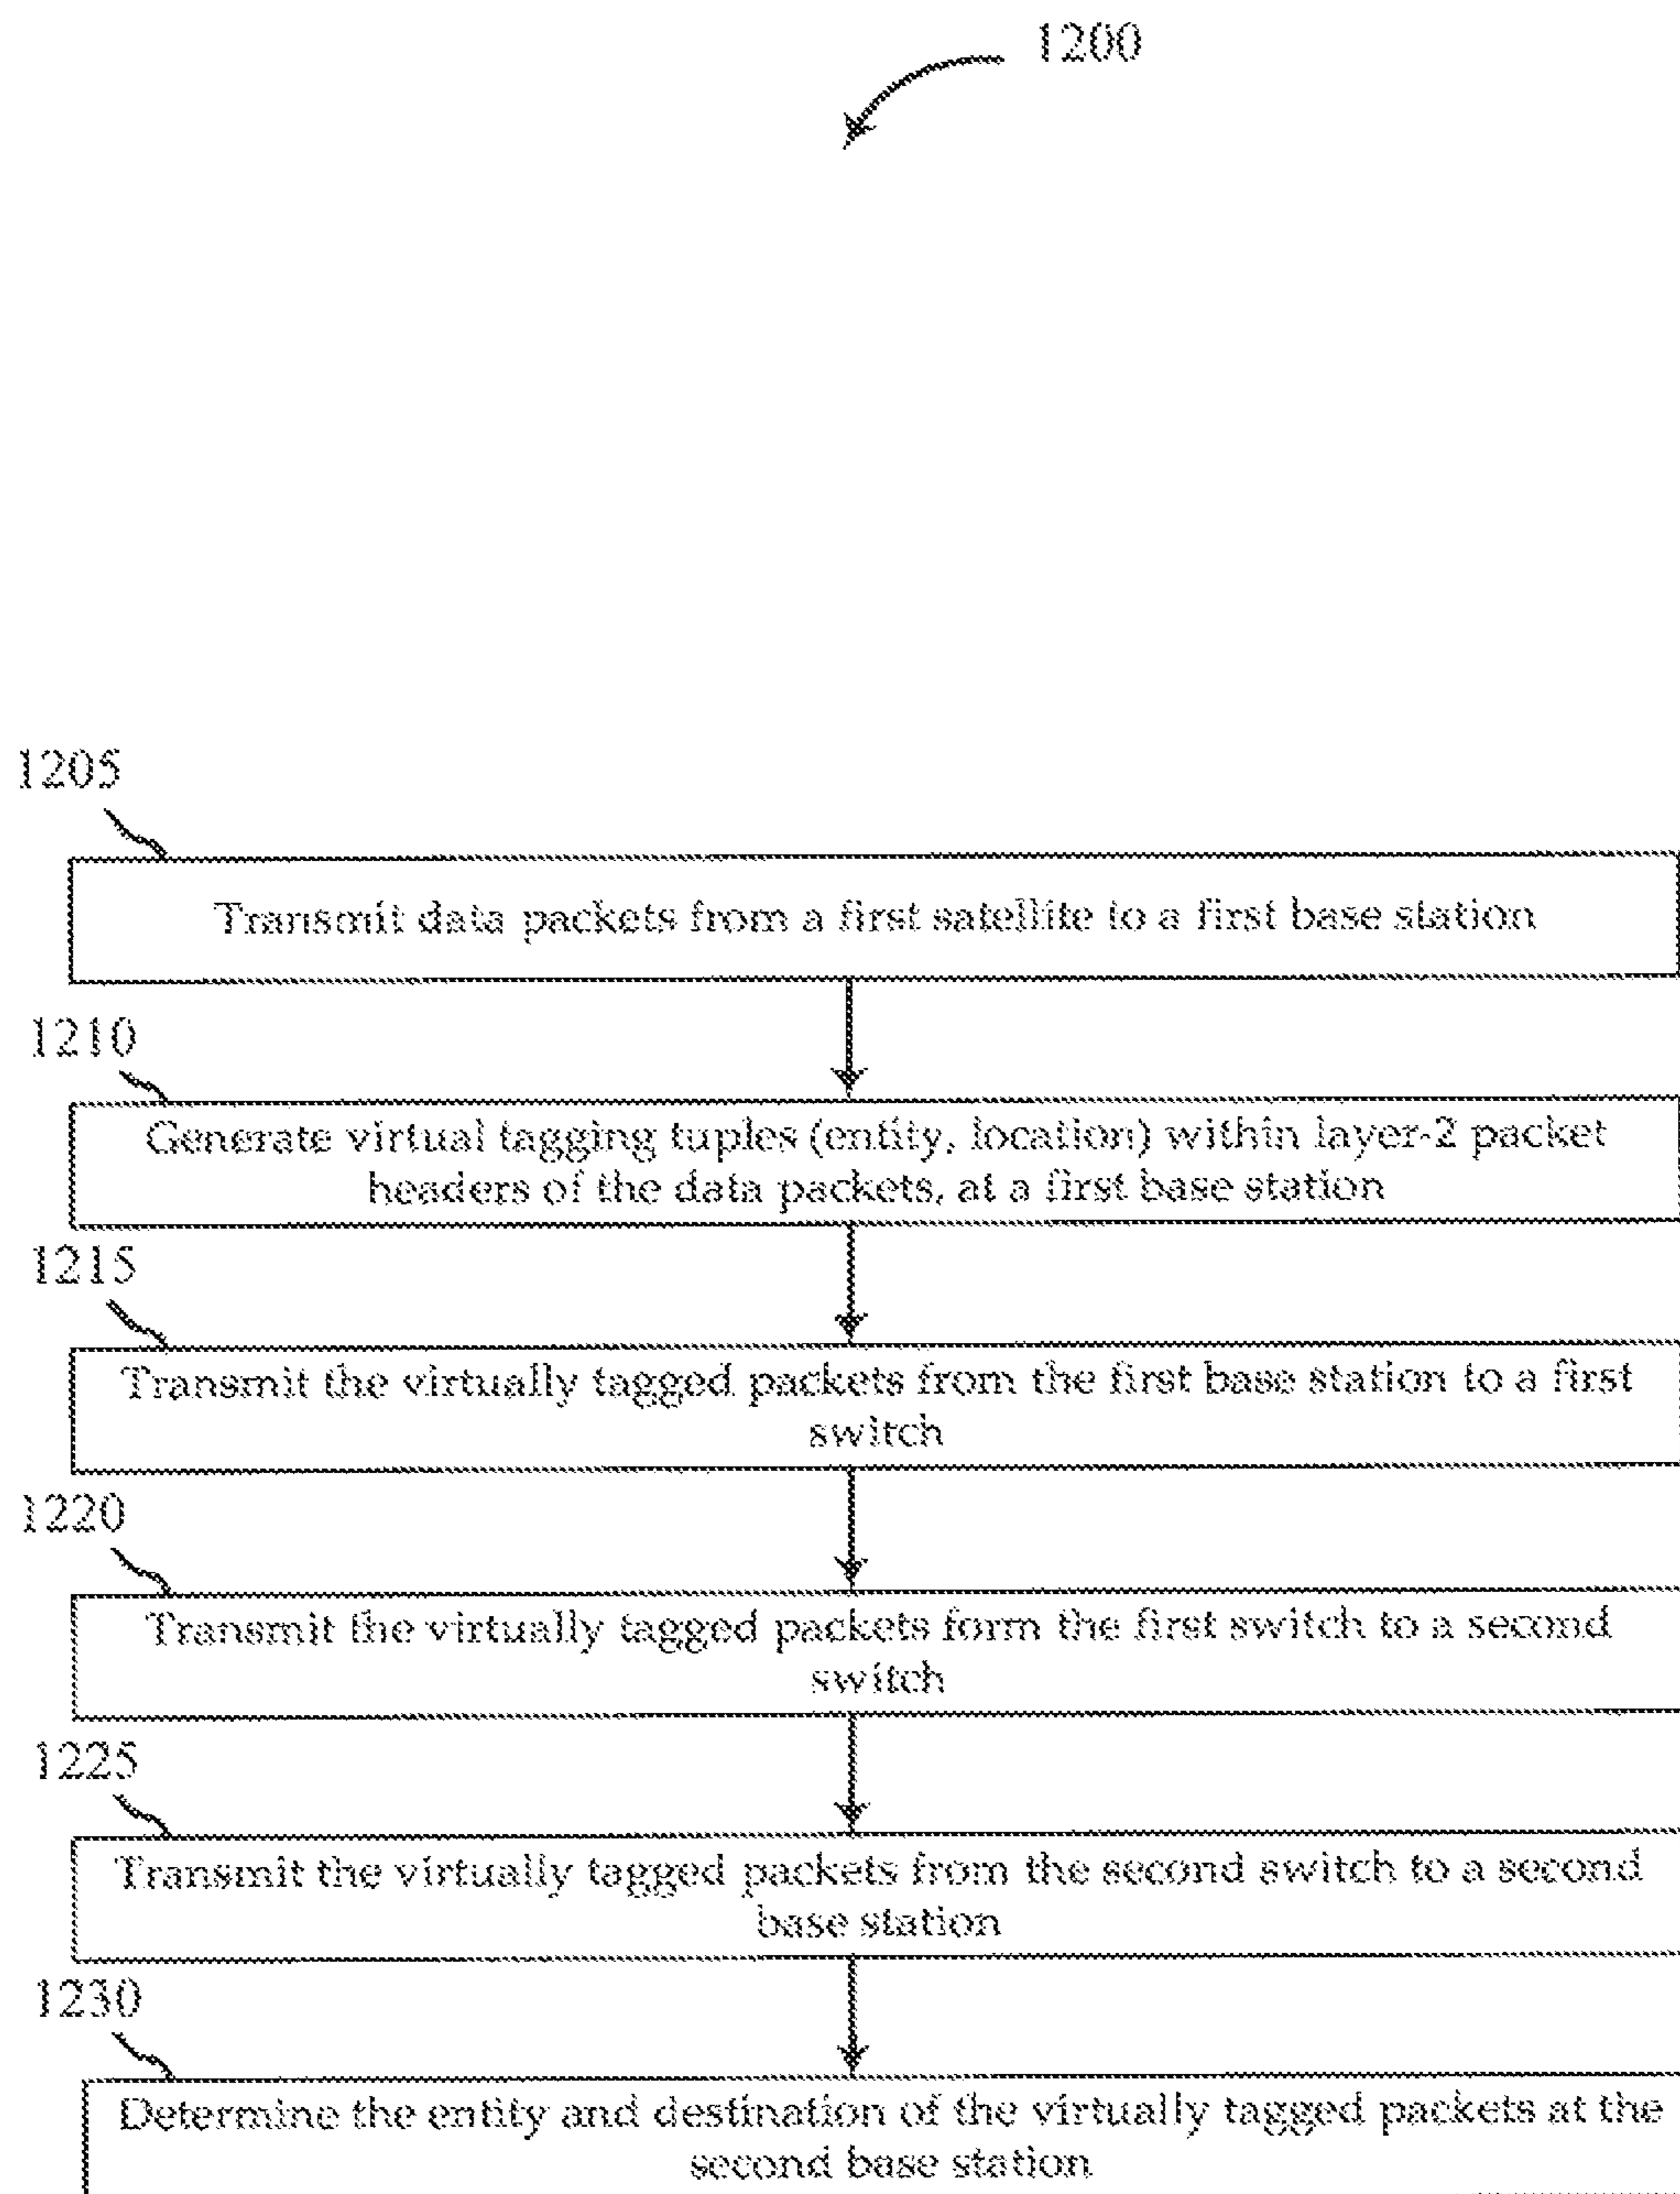 1200
1205
Transmit data packets from a first satellite to a first base station
1210
Generate virtual tagging tuples (entity, location) within layer-2 packet
headers of the data packets, at a first base station
1215
Transmit the virtually tagged packets from the first base station to a first
switch
1220
Transmit the virtually tagged packets form the first switch to a second
switch
1225
Transmit the virtually tagged packets from the second switch to a second
base station
1230
Determine the entity and destination of the virtually tagged packets at the
second base station